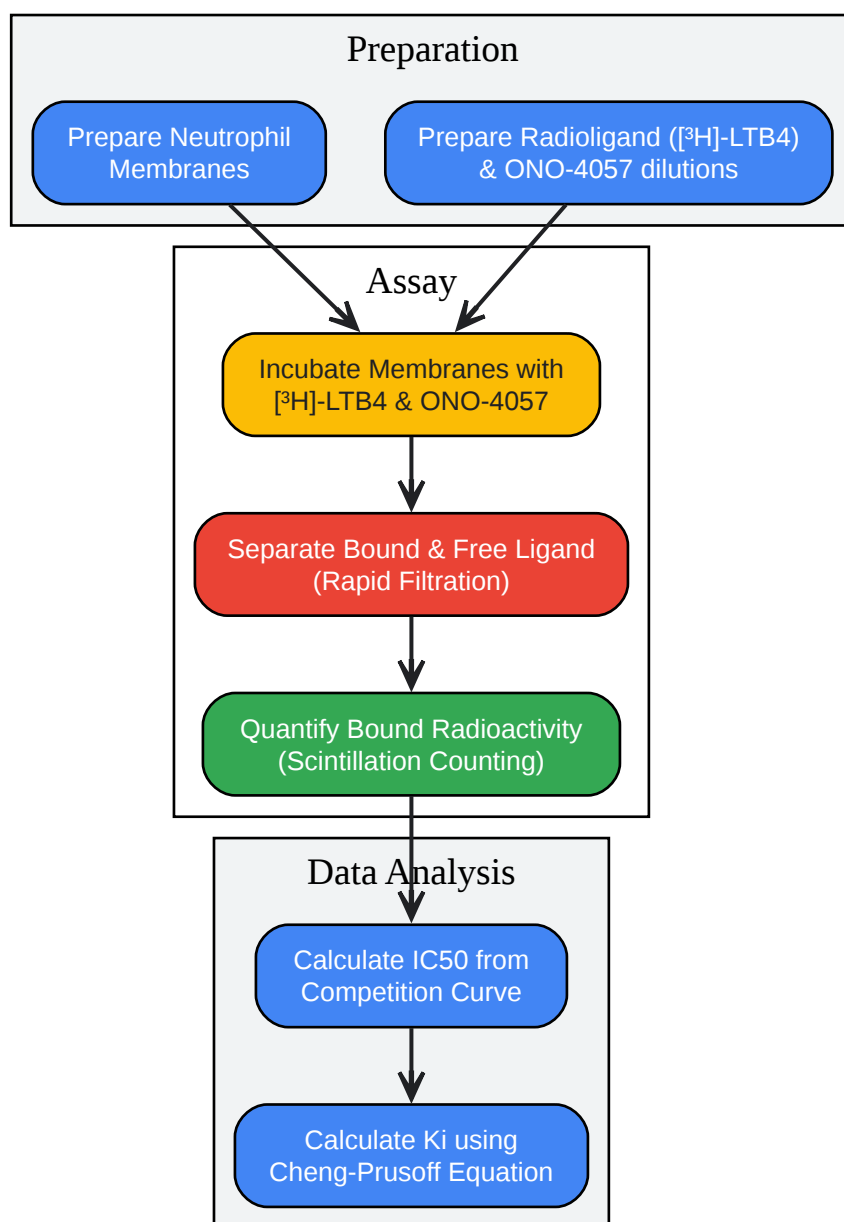 Preparation
Prepare Neutrophil
Membranes
Prepare Radioligand ([³H]-LTB4)
& ONO-4057 dilutions
Assay
Incubate Membranes with
[³H]-LTB4 & ONO-4057
Separate Bound & Free Ligand
(Rapid Filtration)
Quantify Bound Radioactivity
(Scintillation Counting)
Data Analysis
Calculate IC50 from
Competition Curve
Calculate Ki using
Cheng-Prusoff Equation